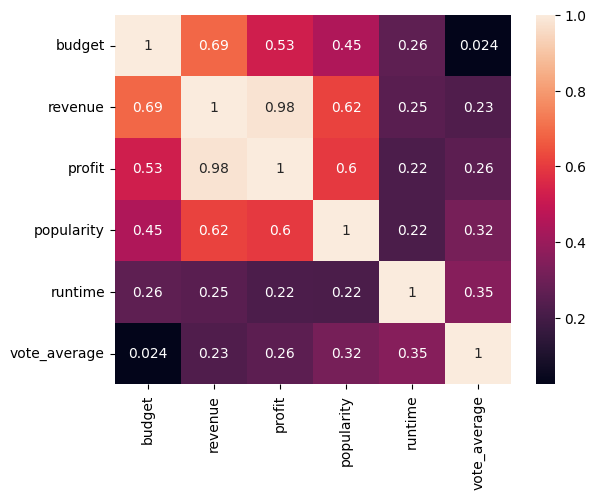 1.0
budget 1 0.69 0.53 0.45 0.26 0.024
0.8
revenue 0.69 1 0.98 0.62 0.25 0.23
profit 0.53 0.98 1 0.6 0.22 0.26
0.6
popularity 0.45 0.62 0.6 1 0.22 0.32
0.4
runtime 0.26 0.25 0.22 0.22 1 0.35
0.2
vote_average 0.024 0.23 0.26 0.32 0.35 1
budget revenue profit popularity runtime vote_average